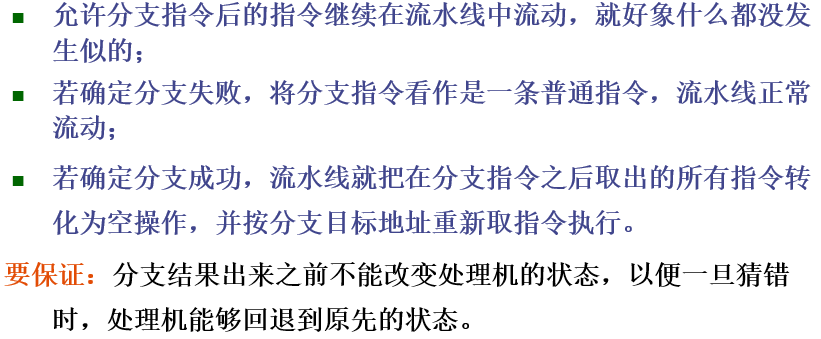 允许分支指令后的指令继续在流水线中流动，就好象什么都没发
生似的；
若确定分支失败，将分支指令看作是一条普通指令，流水线正常
流动；
若确定分支成功，流水线就把在分支指令之后取出的所有指令转
化为空操作，并按分支目标地址重新取指令执行。
要保证：分支结果出来之前不能改变处理机的状态，以便一旦猜错
时，处理机能够回退到原先的状态。